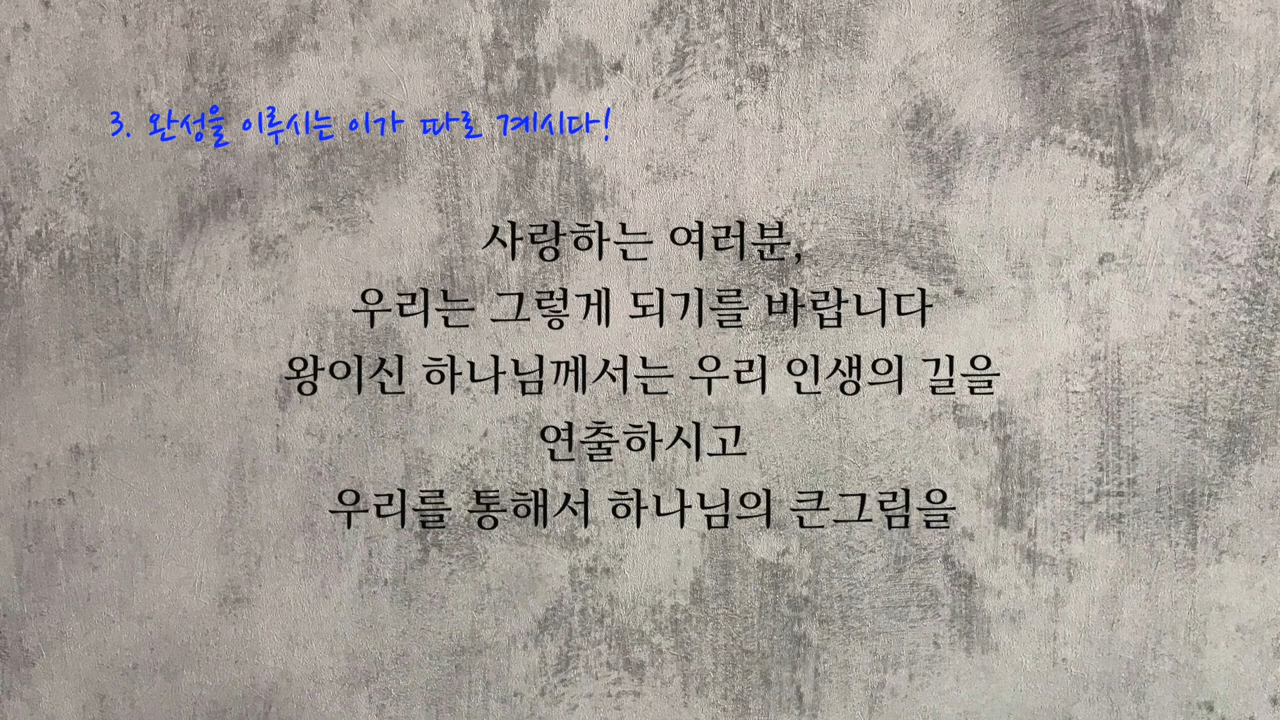 3. 완성을 이루시는 이가 따로 계시다!
사랑하는 여러분,
우리는 그렇게 되기를 바랍니다
왕이신 하나님께서는 우리 인생의 길을
연출하시고
우리를 통해서 하나님의 큰그림을